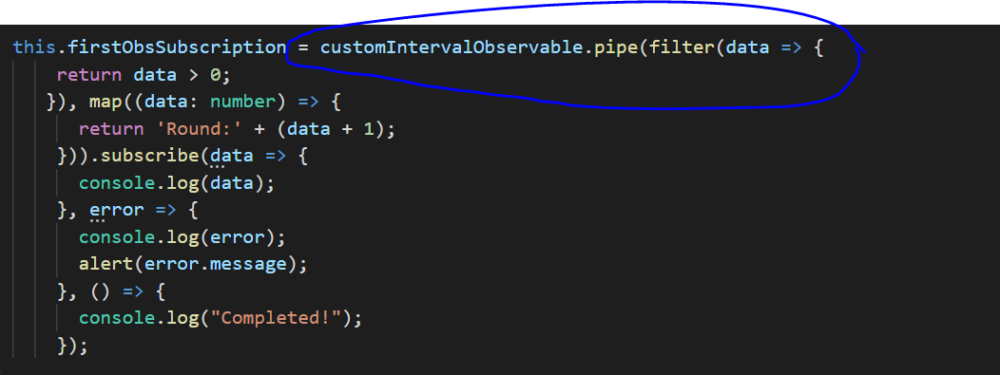 this.firstObsSubscription = customIntervalObservable.pipe(filter(data => {
return data > 0;
}), map((data: number) => {
return 'Round:' + (data + 1);
})).subscribe(data => {
console.log(data);
}, error => {
console.log(error);
alert(error.message);
}, () => {
console.log("Completed!");
});